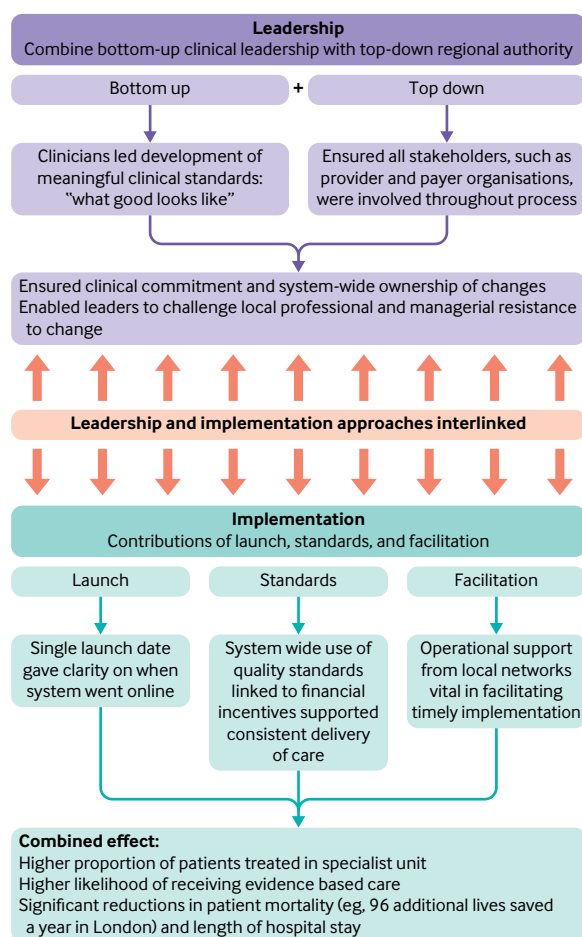 Leadership
Combine bottom-up clinical leadership with top-down regional authority
Bottom up
+
Top down
Clinicians led development of
meaningful clinical standards:
"what good looks like"
Ensured all stakeholders, such as
provider and payer organisations,
were involved throughout process
Ensured clinical commitment and system-wide ownership of changes
Enabled leaders to challenge local professional and managerial resistance
to change
Leadership and implementation approaches interlinked
Implementation
Contributions of launch, standards, and facilitation
Launch
Standards
Facilitation
Single launch date
gave clarity on when
system went online
System wide use of
quality standards
linked to financial
incentives supported
consistent delivery
of care
Operational support
from local networks
vital in facilitating
timely implementation
Combined effect:
Higher proportion of patients treated in specialist unit
Higher likelihood of receiving evidence based care
Significant reductions in patient mortality (eg, 96 additional lives saved
a year in London) and length of hospital stay